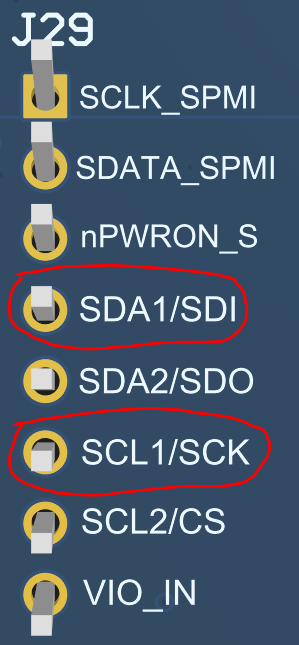 J29
SCLK_SPMI
SDATA_SPMI
nPWRON_S
SDA1/SDI
SDA2/SDO
SCL1/SCK
SCL2/CS
VIO_IN